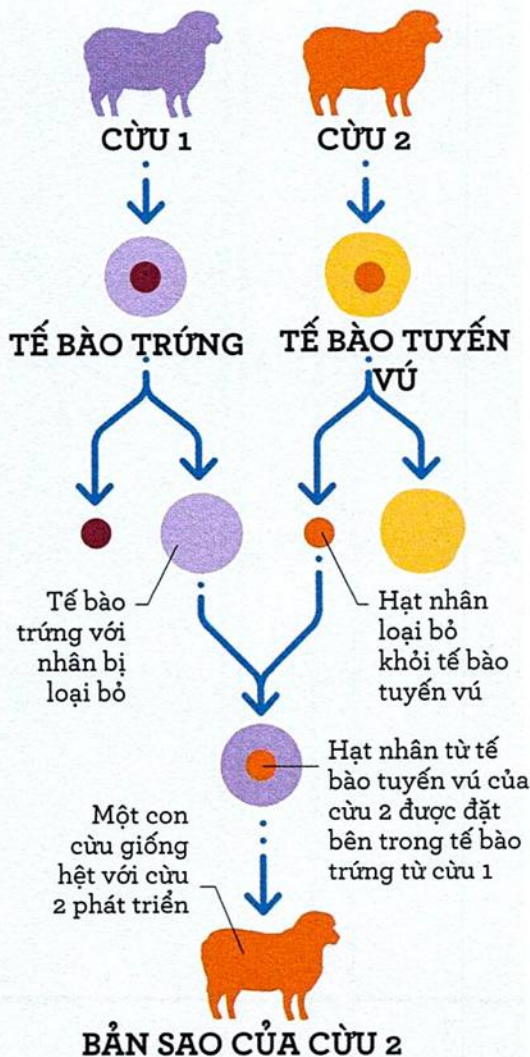 CỪU 1
CỪU 2
TẾ BÀO TRỨNG
TẾ BÀO TUYẾN
VÚ
Tế bào
trứng với
nhân bị
loại bỏ
Hạt nhân
loại bỏ
khỏi tế bào
tuyến vú
Hạt nhân từ tế
bào tuyến vú của
cừu 2 được đặt
bên trong tế bào
trứng từ cừu 1
Một con
cừu giống
hệt với cừu
2 phát triển
BẢN SAO CỦA CỪU 2